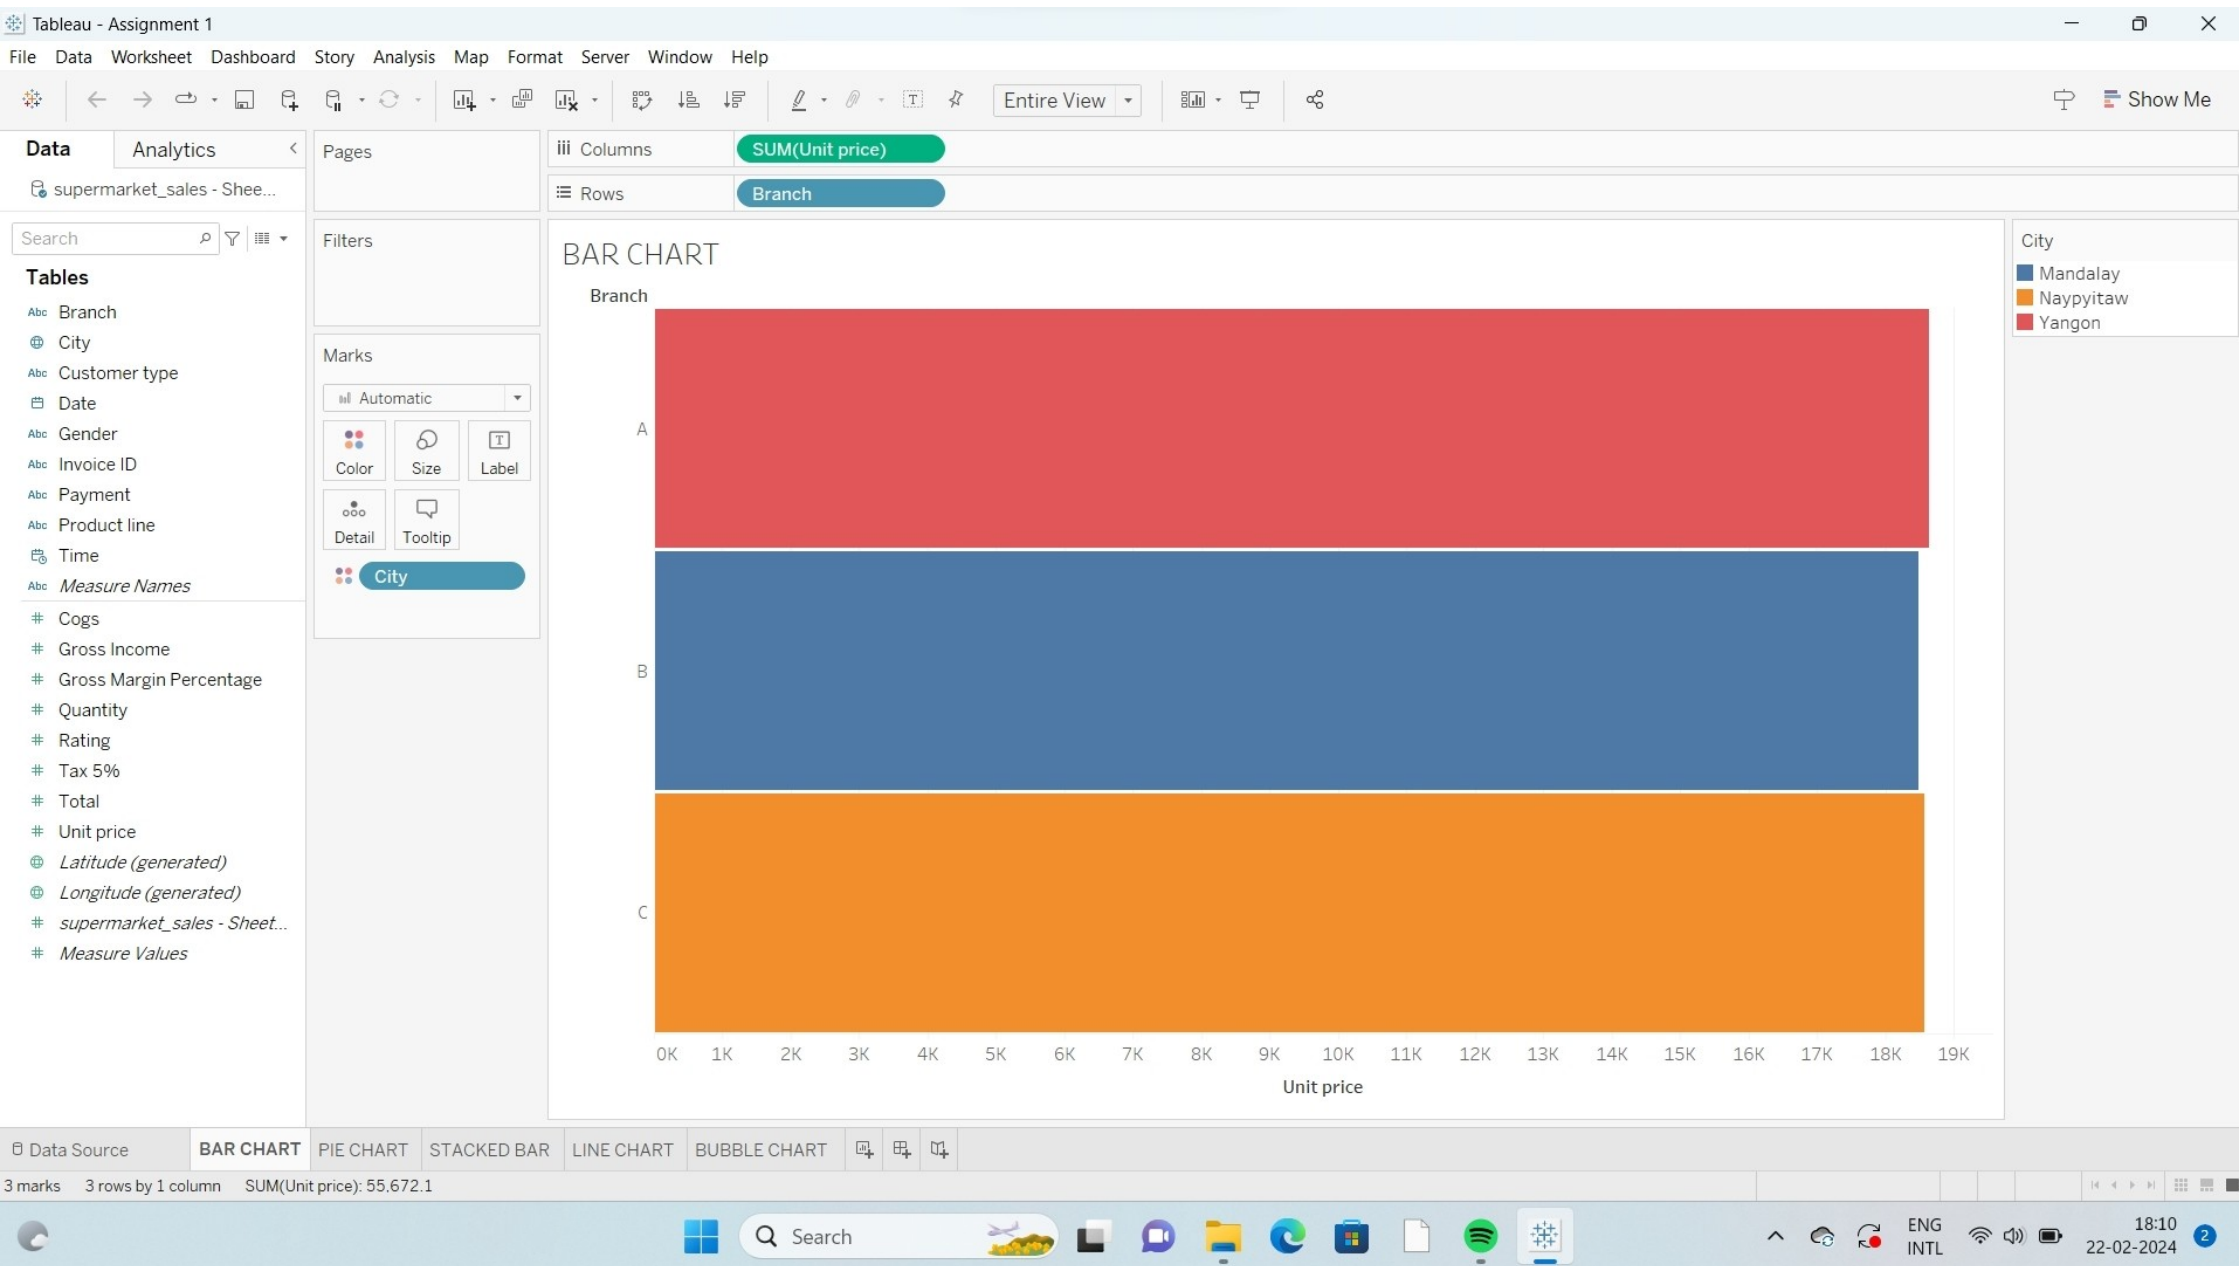 Tableau - Assignment 1
File Data Worksheet Dashboard Story Analysis Map Format Server Window Help
Entire View
Show Me
Data Analytics
supermarket_sales - Shee...
Search
Tables
Abc Branch
City
Abc Customer type
Date
Abc Gender
Abc Invoice ID
Abc Payment
Abc Product line
Time
Abc Measure Names
# Cogs
# Gross Income
# Gross Margin Percentage
# Quantity
# Rating
# Tax 5%
# Total
# Unit price
Latitude (generated)
Longitude (generated)
# supermarket_sales - Sheet...
# Measure Values
Pages
Filters
Marks
Automatic
Color Size Label
Detail Tooltip
City
Columns SUM(Unit price)
Rows Branch
BAR CHART
Branch
A
B
C
0K 1K 2K 3K 4K 5K 6K 7K 8K 9K 10K 11K 12K 13K 14K 15K 16K 17K 18K 19K
Unit price
City
Mandalay
Naypyitaw
Yangon
Data Source BAR CHART PIE CHART STACKED BAR LINE CHART BUBBLE CHART
3 marks 3 rows by 1 column SUM(Unit price): 55,672.1
Search
ENG
INTL
18:10
22-02-2024
2